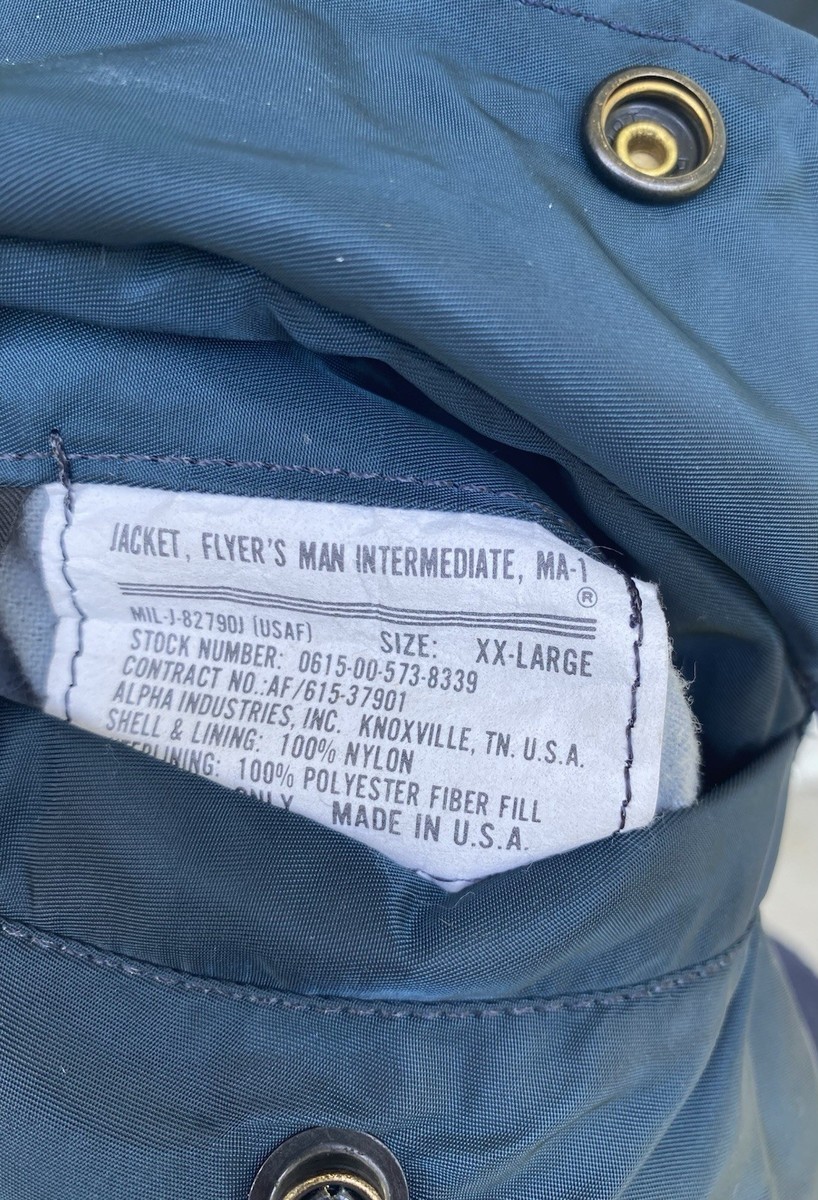 JACKET, FLYER'S MAN INTERMEDIATE, MA-1
®
MIL-J-82790J (USAF) SIZE: XX-LARGE
STOCK NUMBER: 0615-00-573-8339
CONTRACT NO.:AF/615-37901
ALPHA INDUSTRIES, INC. KNOXVILLE, TN. U.S.A.
SHELL & LINING: 100% NYLON
100% POLYESTER FIBER FILL
ONLY MADE IN U.S.A.